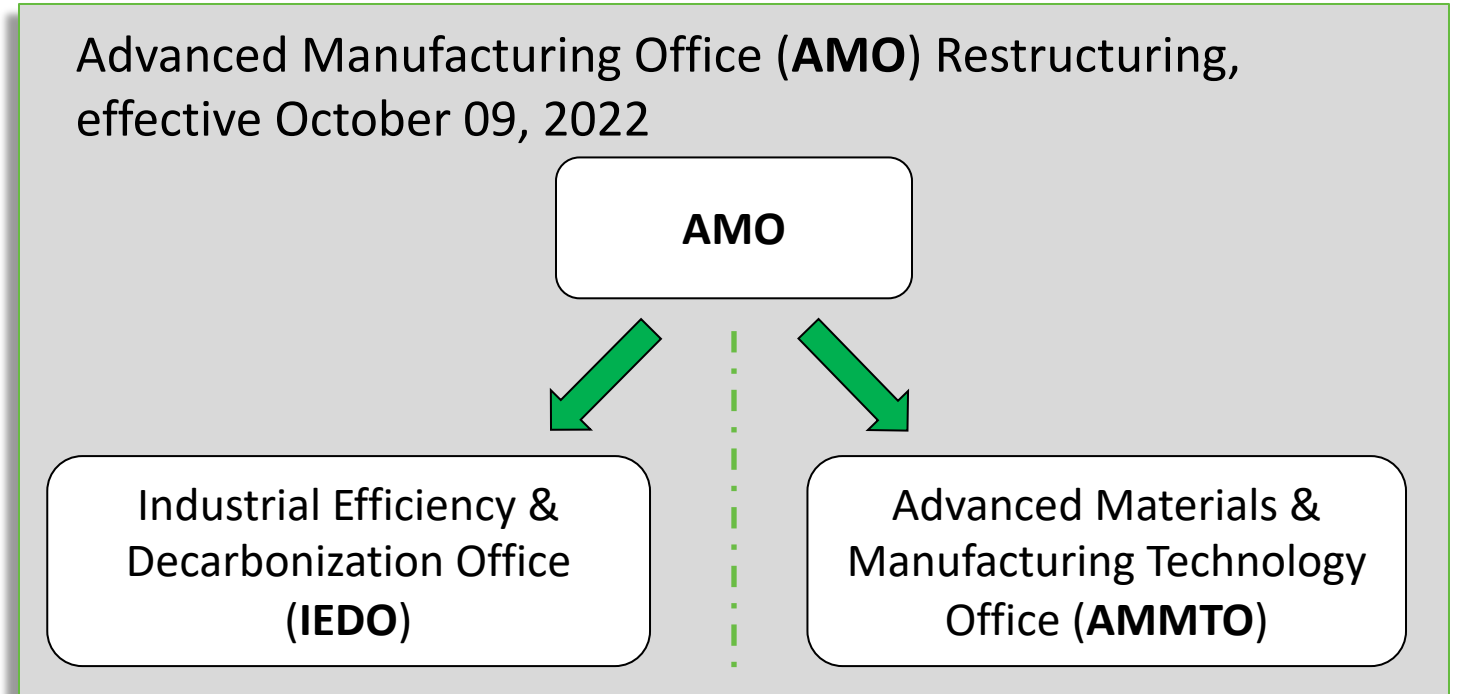 Advanced Manufacturing Office (AMO) Restructuring,
effective October 09, 2022
AMO
Industrial Efficiency &
Decarbonization Office
(IEDO)
Advanced Materials &
Manufacturing Technology
Office (AMMTO)